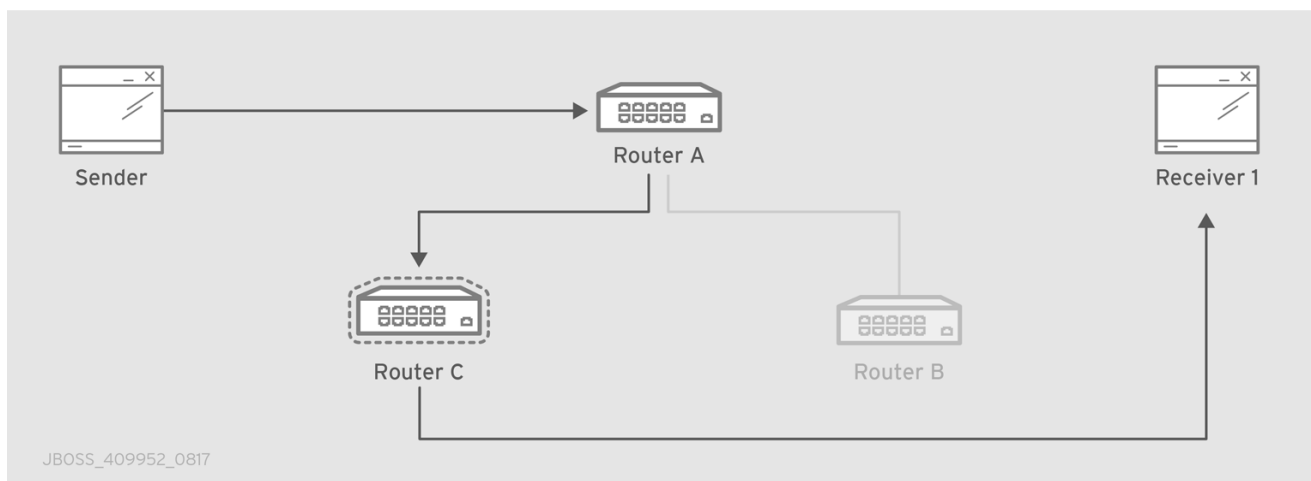 Sender
Router A
Receiver 1
Router C
Router B
JBOSS_409952_0817